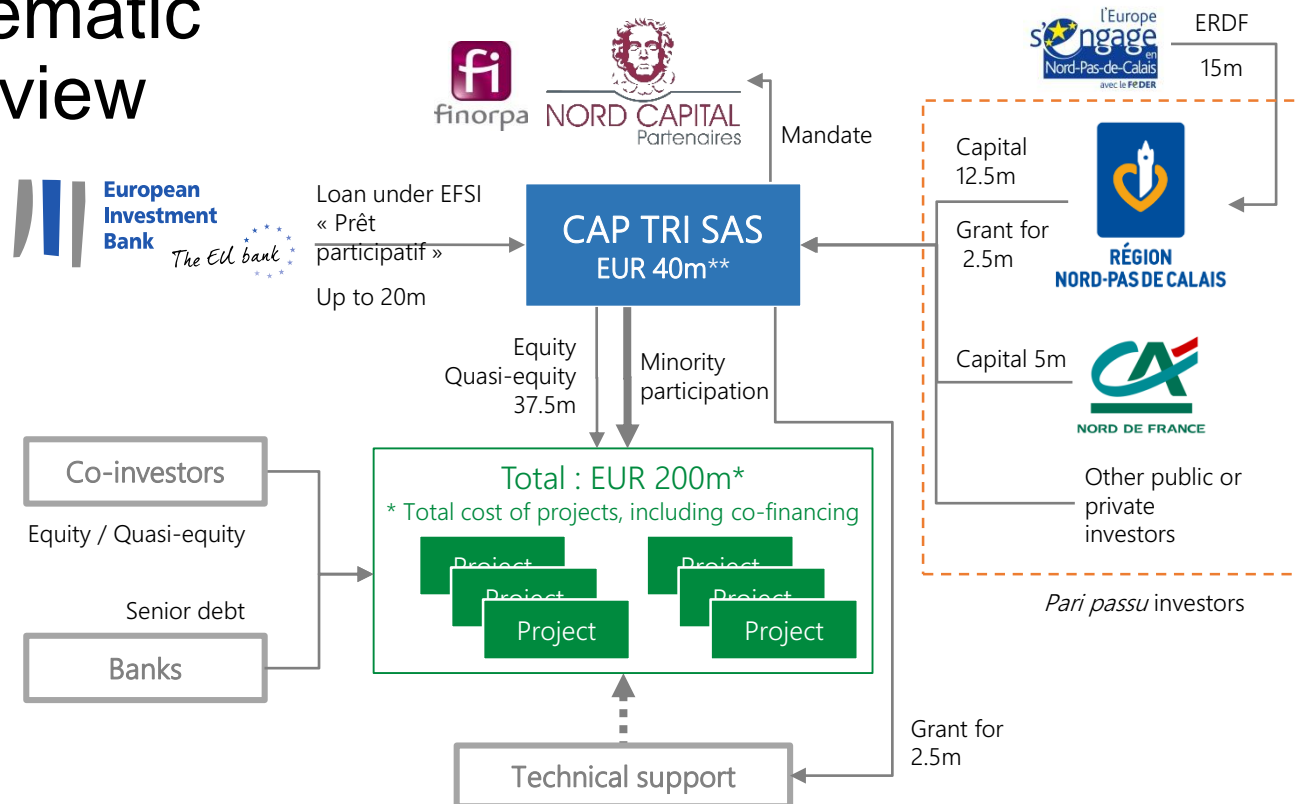 ematic
view
fi
finorpa
NORD CAPITAL
Partenaires
Mandate
l'Europe
s'engage
en
Nord-Pas-de-Calais
avec le FEDER
ERDF
15m
European
Investment
Bank
The EU bank
Loan under EFSI
« Prêt
participatif »
Up to 20m
CAP TRI SAS
EUR 40m**
Capital
12.5m
Grant for
2.5m
RÉGION
NORD-PAS DE CALAIS
Capital 5m
CA
NORD DE FRANCE
Other public or
private
investors
Pari passu investors
Equity
Quasi-equity
37.5m
Minority
participation
Co-investors
Equity / Quasi-equity
Senior debt
Banks
Total : EUR 200m*
* Total cost of projects, including co-financing
Project
Project
Project
Project
Project
Project
Technical support
Grant for
2.5m